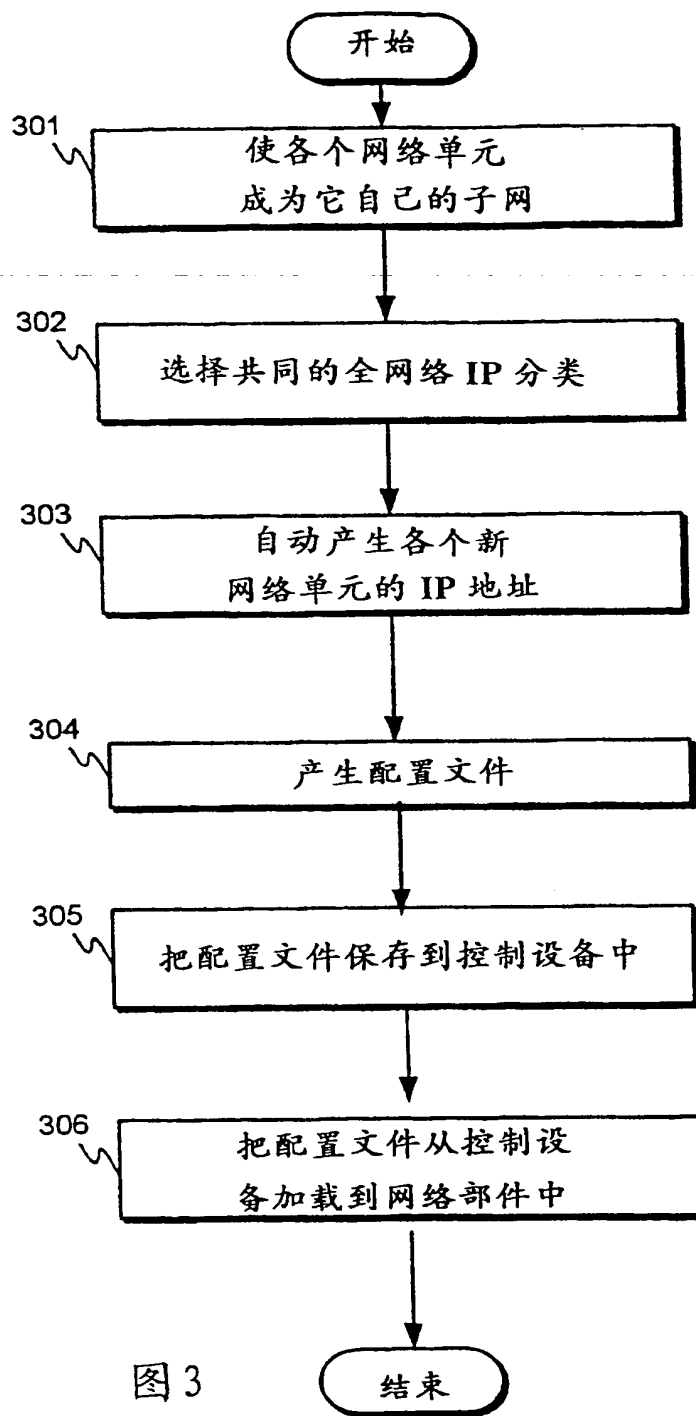 开始
301
使各个网络单元
成为它自己的子网
302
选择共同的全网络 IP 分类
303
自动产生各个新
网络单元的 IP 地址
304
产生配置文件
305
把配置文件保存到控制设备中
306
把配置文件从控制设
备加载到网络部件中
结束
图 3